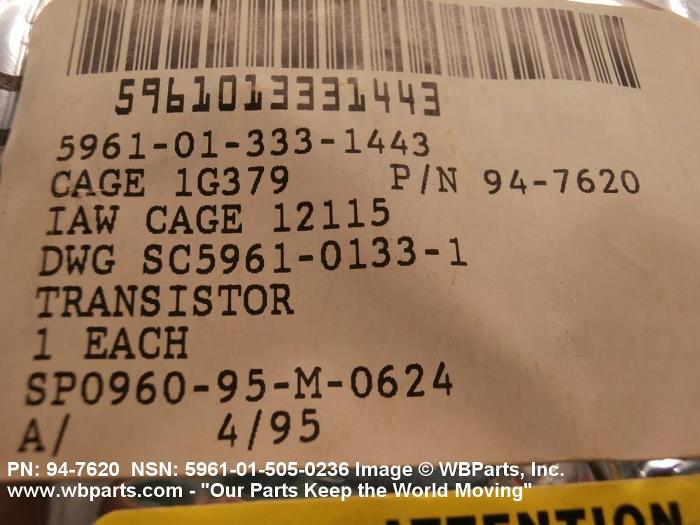 5961013331443
5961-01-333-1443
CAGE 1G379 P/N 94-7620
IAW CAGE 12115
DWG SC5961-0133-1
TRANSISTOR
1 EACH
SP0960-95-M-0624
A/ 4/95
PN: 94-7620 NSN: 5961-01-505-0236 Image © WBParts, Inc.
www.wbparts.com - "Our Parts Keep the World Moving"
ATTENTION